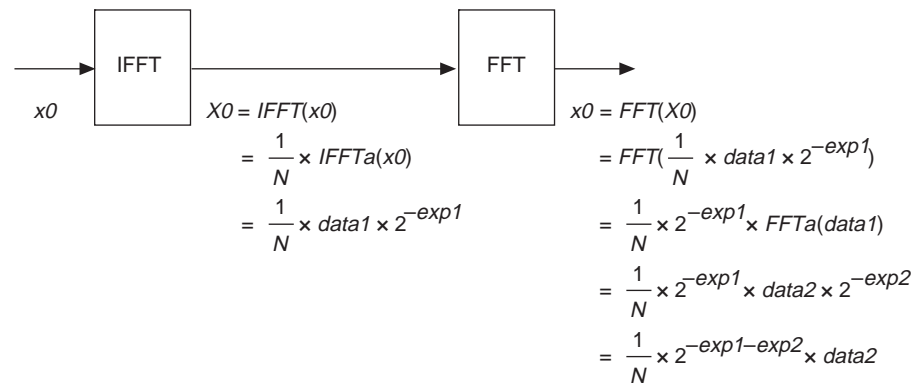 IFFT
FFT
x0
X0 = IFFT(x0)
= 1/N × IFFTa(x0)
= 1/N × data1 × 2^–exp1
x0 = FFT(X0)
= FFT(1/N × data1 × 2^–exp1)
= 1/N × 2^–exp1 × FFTa(data1)
= 1/N × 2^–exp1 × data2 × 2^–exp2
= 1/N × 2^–exp1–exp2 × data2